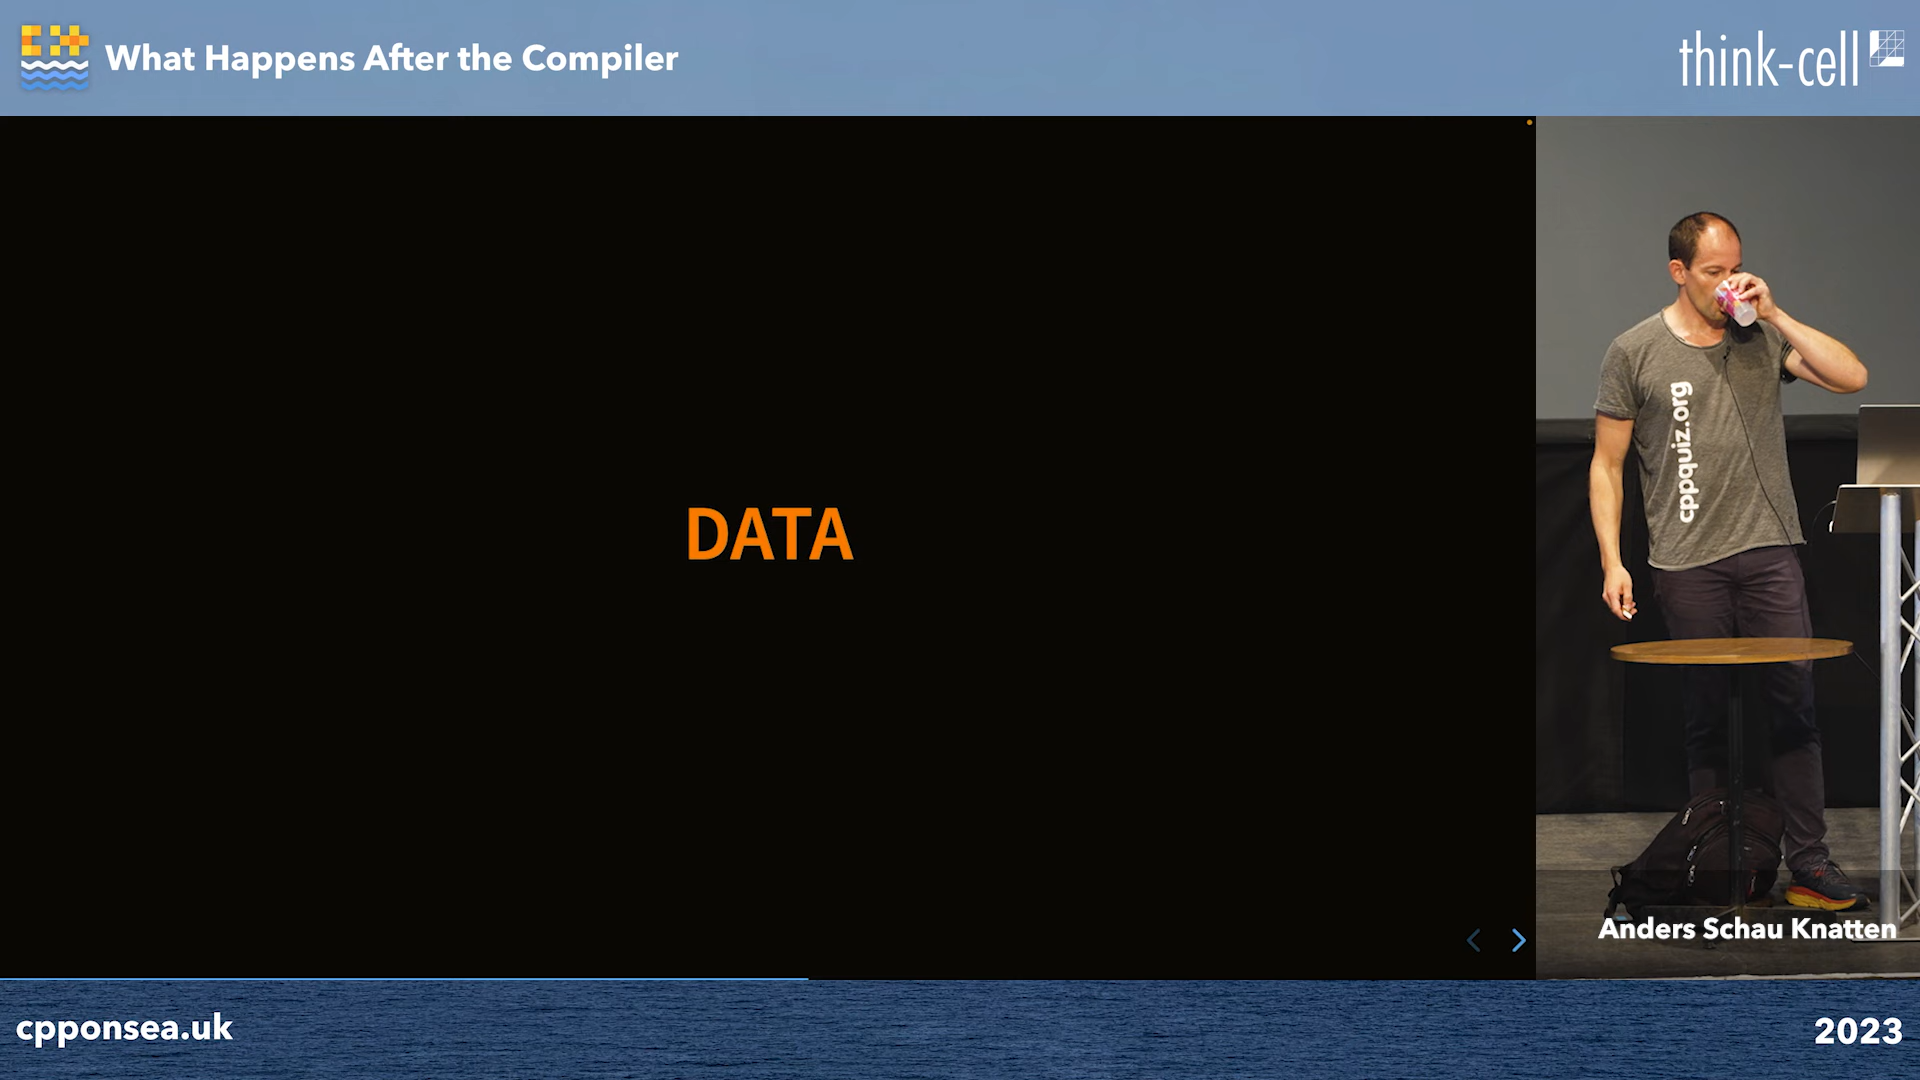 What Happens After the Compiler
think-cell
DATA
cppquiz.org
Anders Schau Knatten
cpponsea.uk
2023